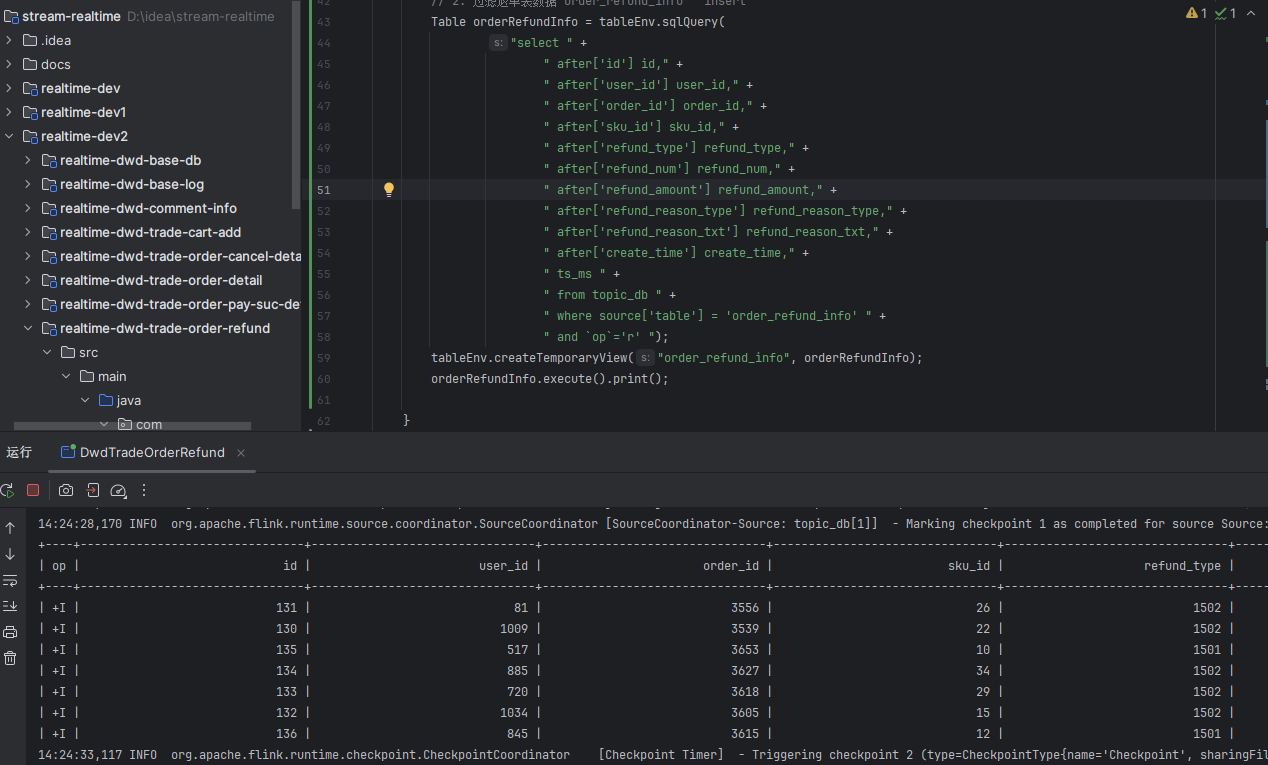 stream-realtime D:\idea\stream-realtime
.idea
docs
realtime-dev
realtime-dev1
realtime-dev2
realtime-dwd-base-db
realtime-dwd-base-log
realtime-dwd-comment-info
realtime-dwd-trade-cart-add
realtime-dwd-trade-order-cancel-deta
realtime-dwd-trade-order-detail
realtime-dwd-trade-order-pay-suc-de
realtime-dwd-trade-order-refund
src
main
java
com
1 1
43 Table orderRefundInfo = tableEnv.sqlQuery(
44 s: "select " +
45 " after['id'] id," +
46 " after['user_id'] user_id," +
47 " after['order_id'] order_id," +
48 " after['sku_id'] sku_id," +
49 " after['refund_type'] refund_type," +
50 " after['refund_num'] refund_num," +
51 " after['refund_amount'] refund_amount," +
52 " after['refund_reason_type'] refund_reason_type," +
53 " after['refund_reason_txt'] refund_reason_txt," +
54 " after['create_time'] create_time," +
55 " ts_ms " +
56 " from topic_db " +
57 " where source['table'] = 'order_refund_info' " +
58 " and `op`='r' ");
59 tableEnv.createTemporaryView( s: "order_refund_info", orderRefundInfo);
60 orderRefundInfo.execute().print();
61
62 }
运行 DwdTradeOrderRefund
14:24:28,170 INFO org.apache.flink.runtime.source.coordinator.SourceCoordinator [SourceCoordinator-Source: topic_db[1]] - Marking checkpoint 1 as completed for source Source:
| op | id | user_id | order_id | sku_id | refund_type |
| +I | 131 | 81 | 3556 | 26 | 1502 |
| +I | 130 | 1009 | 3539 | 22 | 1502 |
| +I | 135 | 517 | 3653 | 10 | 1501 |
| +I | 134 | 885 | 3627 | 34 | 1502 |
| +I | 133 | 720 | 3618 | 29 | 1502 |
| +I | 132 | 1034 | 3605 | 15 | 1502 |
| +I | 136 | 845 | 3615 | 12 | 1501 |
14:24:33,117 INFO org.apache.flink.runtime.checkpoint.CheckpointCoordinator [Checkpoint Timer] - Triggering checkpoint 2 (type=CheckpointType{name='Checkpoint', sharingFil